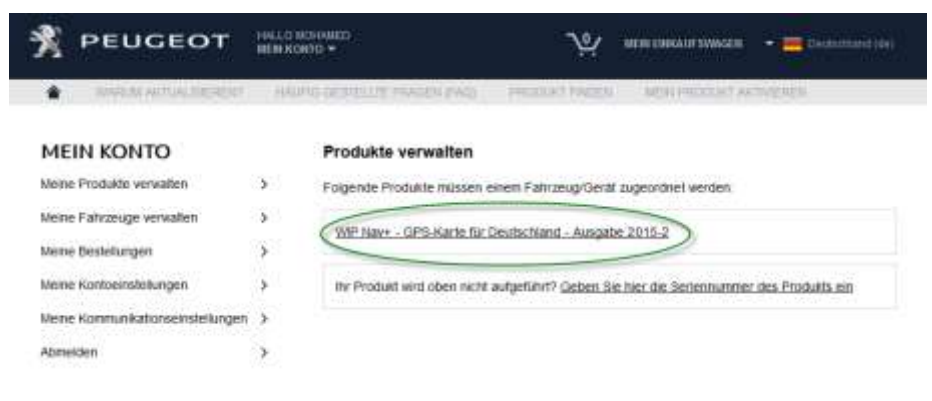 PEUGEOT
HALLO MOHAMED
MEIN KONTO
0
MEIN EINKAUFSWAGEN
Deutschland (de)
WARUM AKTUALISIEREN?
HÄUFIG GESTELLTE FRAGEN (FAQ)
PRODUKT FINDEN
MEIN PRODUKT AKTIVIEREN
MEIN KONTO
Meine Produkte verwalten
Meine Fahrzeuge verwalten
Meine Bestellungen
Meine Kontoeinstellungen
Meine Kommunikationseinstellungen
Abmelden
Produkte verwalten
Folgende Produkte müssen einem Fahrzeug/Gerät zugeordnet werden:
WIP Nav+ - GPS-Karte für Deutschland - Ausgabe 2015-2
Ihr Produkt wird oben nicht aufgeführt? Geben Sie hier die Seriennummer des Produkts ein